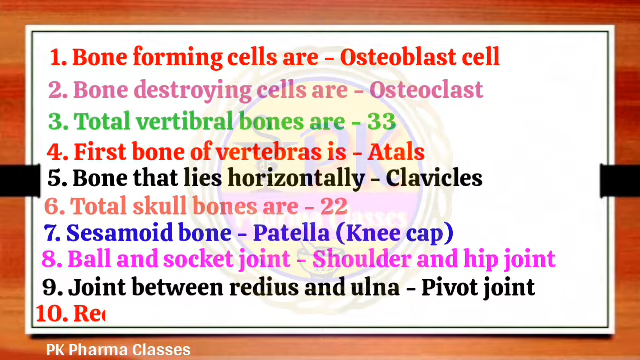 1. Bone forming cells are - Osteoblast cell
2. Bone destroying cells are - Osteoclast
3. Total vertibral bones are - 33
4. First bone of vertebras is - Atals
5. Bone that lies horizontally - Clavicles
6. Total skull bones are - 22
7. Sesamoid bone - Patella (Knee cap)
8. Ball and socket joint - Shoulder and hip joint
9. Joint between redius and ulna - Pivot joint
10. Re
PK Pharma Classes